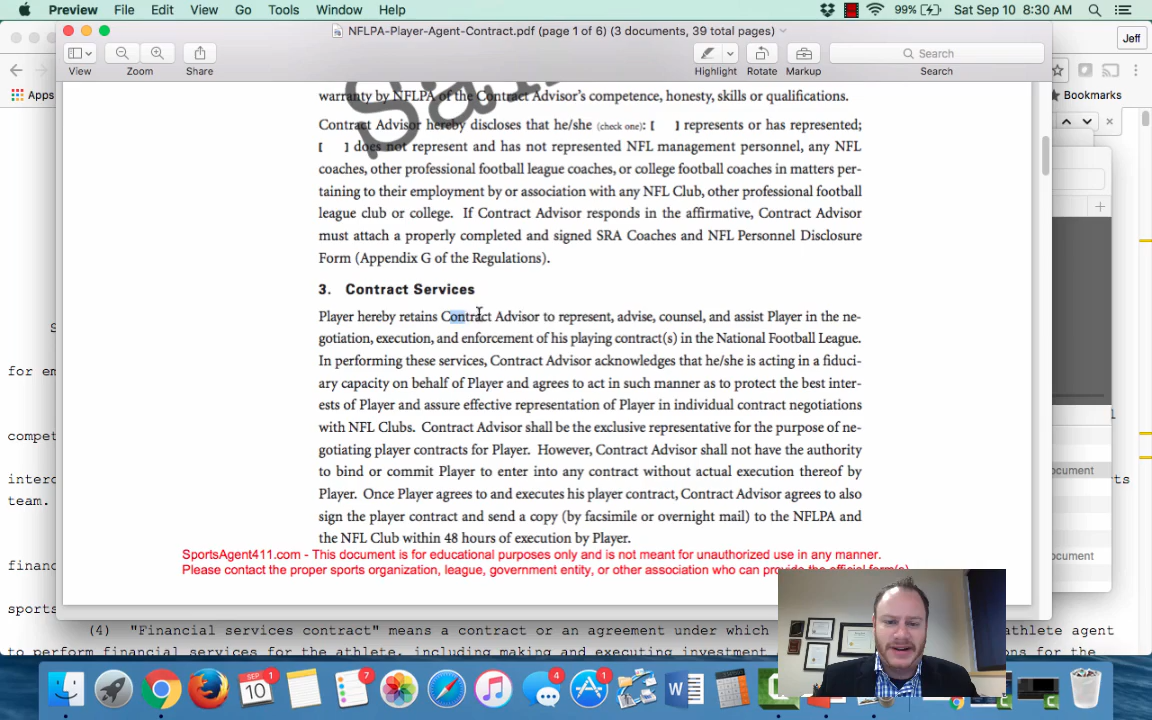 Preview File Edit View Go Tools Window Help 99% Sat Sep 10 8:30 AM
NFLPA-Player-Agent-Contract.pdf (page 1 of 6) (3 documents, 39 total pages)
Jeff
View Zoom Share Highlight Rotate Markup Search
Search
Apps
Bookmarks
warranty by NFLPA of the Contract Advisor's competence, honesty, skills or qualifications.
Contract Advisor hereby discloses that he/she (check one): [ ] represents or has represented;
[ ] does not represent and has not represented NFL management personnel, any NFL
coaches, other professional football league coaches, or college football coaches in matters per-
taining to their employment by or association with any NFL Club, other professional football
league club or college. If Contract Advisor responds in the affirmative, Contract Advisor
must attach a properly completed and signed SRA Coaches and NFL Personnel Disclosure
Form (Appendix G of the Regulations).
3. Contract Services
Player hereby retains Contract Advisor to represent, advise, counsel, and assist Player in the ne-
gotiation, execution, and enforcement of his playing contract(s) in the National Football League.
In performing these services, Contract Advisor acknowledges that he/she is acting in a fiduci-
ary capacity on behalf of Player and agrees to act in such manner as to protect the best inter-
ests of Player and assure effective representation of Player in individual contract negotiations
with NFL Clubs. Contract Advisor shall be the exclusive representative for the purpose of ne-
gotiating player contracts for Player. However, Contract Advisor shall not have the authority
to bind or commit Player to enter into any contract without actual execution thereof by
Player. Once Player agrees to and executes his player contract, Contract Advisor agrees to also
sign the player contract and send a copy (by facsimile or overnight mail) to the NFLPA and
the NFL Club within 48 hours of execution by Player.
SportsAgent411.com - This document is for educational purposes only and is not meant for unauthorized use in any manner.
Please contact the proper sports organization, league, government entity, or other association who can provide the official form(s)
for em
compet
team.
finan
sports
ocument
ocument
(4) "Financial services contract" means a contract or an agreement under which athlete agent
to perform financial services for the athlete, including making and executing investment for the
SEP 10
1
7
4
1